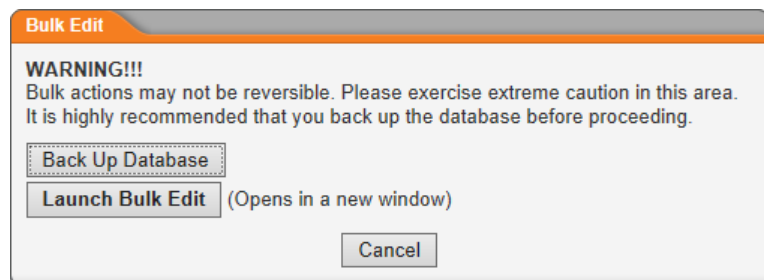 Bulk Edit
WARNING!!!
Bulk actions may not be reversible. Please exercise extreme caution in this area.
It is highly recommended that you back up the database before proceeding.
Back Up Database
Launch Bulk Edit (Opens in a new window)
Cancel